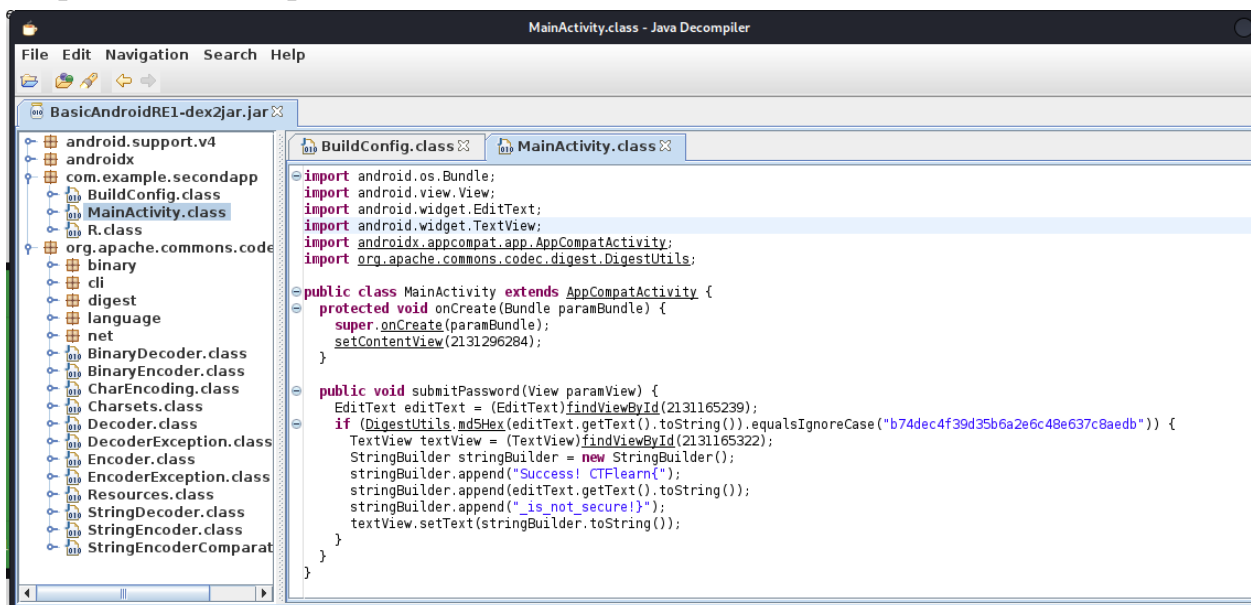 MainActivity.class - Java Decompiler
File Edit Navigation Search Help
BasicAndroidRE1-dex2jar.jar
android.support.v4
androidx
com.example.secondapp
BuildConfig.class
MainActivity.class
R.class
org.apache.commons.code
binary
cli
digest
language
net
BinaryDecoder.class
BinaryEncoder.class
CharEncoding.class
Charsets.class
Decoder.class
DecoderException.class
Encoder.class
EncoderException.class
Resources.class
StringDecoder.class
StringEncoder.class
StringEncoderComparat
BuildConfig.class MainActivity.class
import android.os.Bundle;
import android.view.View;
import android.widget.EditText;
import android.widget.TextView;
import androidx.appcompat.app.AppCompatActivity;
import org.apache.commons.codec.digest.DigestUtils;
public class MainActivity extends AppCompatActivity {
protected void onCreate(Bundle paramBundle) {
super.onCreate(paramBundle);
setContentView(2131296284);
}
public void submitPassword(View paramView) {
EditText editText = (EditText)findViewById(2131165239);
if (DigestUtils.md5Hex(editText.getText().toString()).equalsIgnoreCase("b74dec4f39d35b6a2e6c48e637c8aedb")) {
TextView textView = (TextView)findViewById(2131165322);
StringBuilder stringBuilder = new StringBuilder();
stringBuilder.append("Success! CTFlearn{");
stringBuilder.append(editText.getText().toString());
stringBuilder.append("_is_not_secure!}");
textView.setText(stringBuilder.toString());
}
}
}